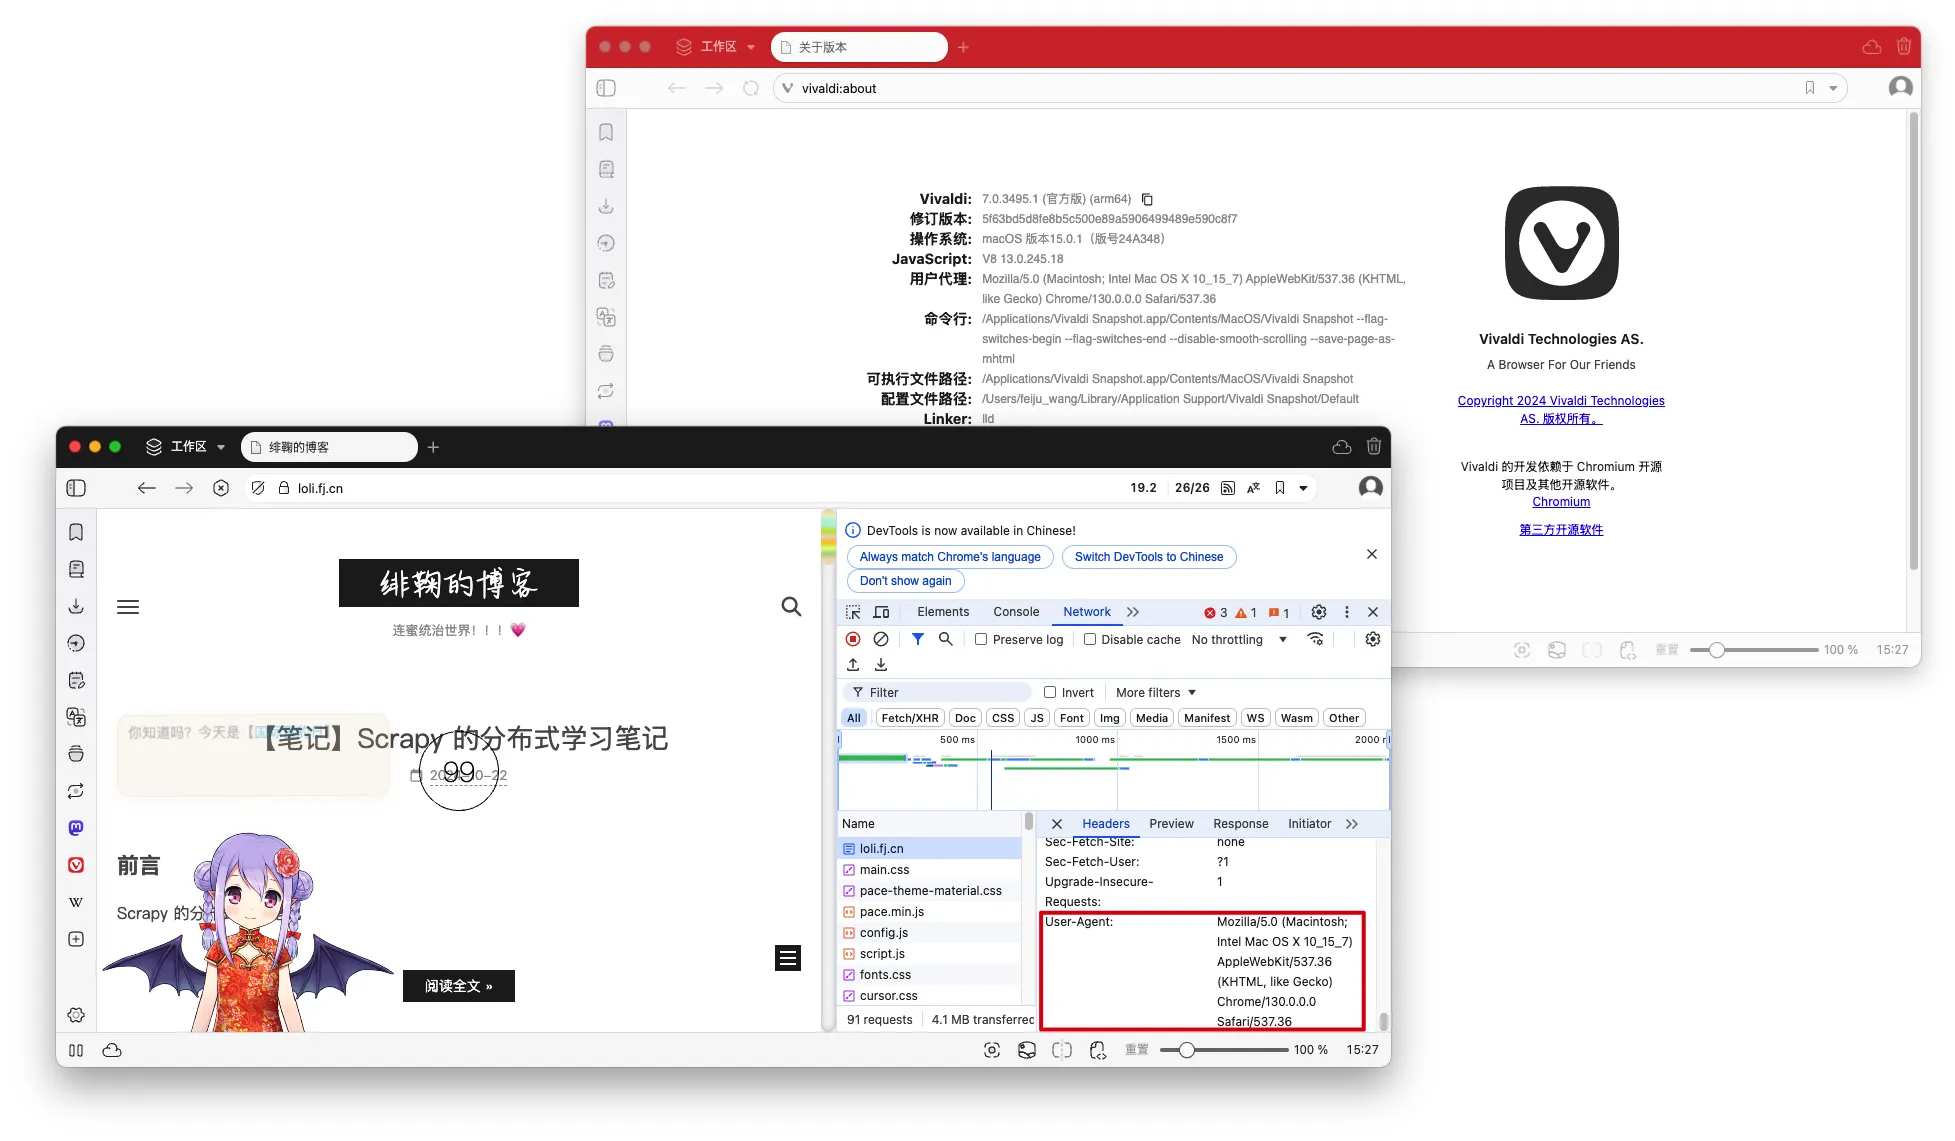 工作区
关于版本
vivaldi:about
Vivaldi: 7.0.3495.1 (官方版) (arm64)
修订版本: 5f63bd5d8fe8b5c500e89a5906499489e590c8f7
操作系统: macOS 版本15.0.1（版号24A348）
JavaScript: V8 13.0.245.18
用户代理: Mozilla/5.0 (Macintosh; Intel Mac OS X 10_15_7) AppleWebKit/537.36 (KHTML,
like Gecko) Chrome/130.0.0.0 Safari/537.36
命令行: /Applications/Vivaldi Snapshot.app/Contents/MacOS/Vivaldi Snapshot --flag-
switches-begin --flag-switches-end --disable-smooth-scrolling --save-page-as-
mhtml
可执行文件路径: /Applications/Vivaldi Snapshot.app/Contents/MacOS/Vivaldi Snapshot
配置文件路径: /Users/feiju_wang/Library/Application Support/Vivaldi Snapshot/Default
Linker: lld
Vivaldi Technologies AS.
A Browser For Our Friends
Copyright 2024 Vivaldi Technologies
AS. 版权所有。
Vivaldi 的开发依赖于 Chromium 开源
项目及其他开源软件。
Chromium
第三方开源软件
重置
100 %
15:27
工作区
绯鞠的博客
loli.fj.cn
19.2
26/26
绯鞠的博客
连蜜统治世界！！！
你知道吗？今天是【
【笔记】Scrapy 的分布式学习笔记
99
2024-10-22
前言
Scrapy 的分
阅读全文 »
DevTools is now available in Chinese!
Always match Chrome's language
Switch DevTools to Chinese
Don't show again
Elements
Console
Network
3
1
1
Preserve log
Disable cache
No throttling
Filter
Invert
More filters
All
Fetch/XHR
Doc
CSS
JS
Font
Img
Media
Manifest
WS
Wasm
Other
500 ms
1000 ms
1500 ms
2000
Name
loli.fj.cn
main.css
pace-theme-material.css
pace.min.js
config.js
script.js
fonts.css
cursor.css
91 requests
4.1 MB transferred
Headers
Preview
Response
Initiator
Sec-Fetch-Site: none
Sec-Fetch-User: ?1
Upgrade-Insecure- 1
Requests:
User-Agent: Mozilla/5.0 (Macintosh;
Intel Mac OS X 10_15_7)
AppleWebKit/537.36
(KHTML, like Gecko)
Chrome/130.0.0.0
Safari/537.36
重置
100 %
15:27